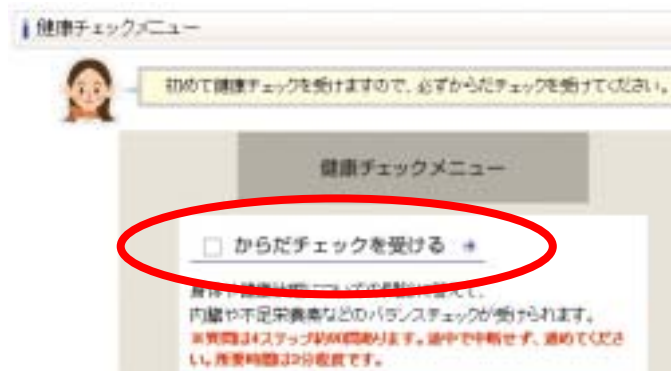 健康チェックメニュー
初めて健康チェックを受けますので、必ずからだチェックを受けてください。
健康チェックメニュー
からだチェックを受ける
内臓や不足栄養素などのバランスチェックが受けられます。
※質問は4ステップ約90問あります。途中で中断せず、進めてくださ
い。所要時間は2分程度です。